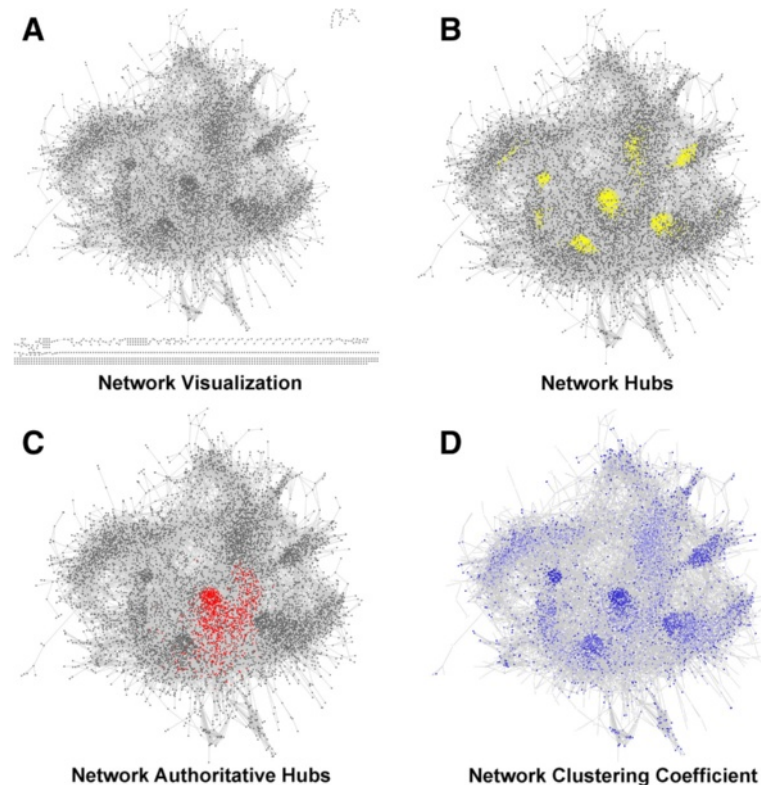 A
B
Network Visualization
Network Hubs
C
D
Network Authoritative Hubs
Network Clustering Coefficient